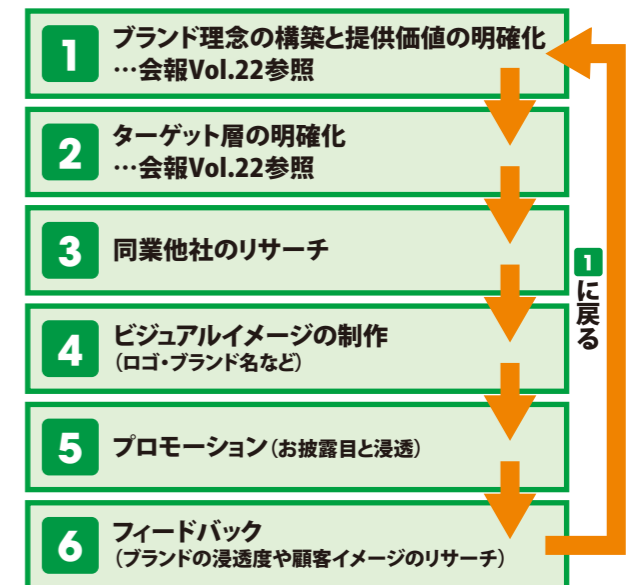 1
ブランド理念の構築と提供価値の明確化
…会報Vol.22参照
2
ターゲット層の明確化
…会報Vol.22参照
3
同業他社のリサーチ
4
ビジュアルイメージの制作
（ロゴ・ブランド名など）
5
プロモーション（お披露目と浸透）
6
フィードバック
（ブランドの浸透度や顧客イメージのリサーチ）
1に戻る